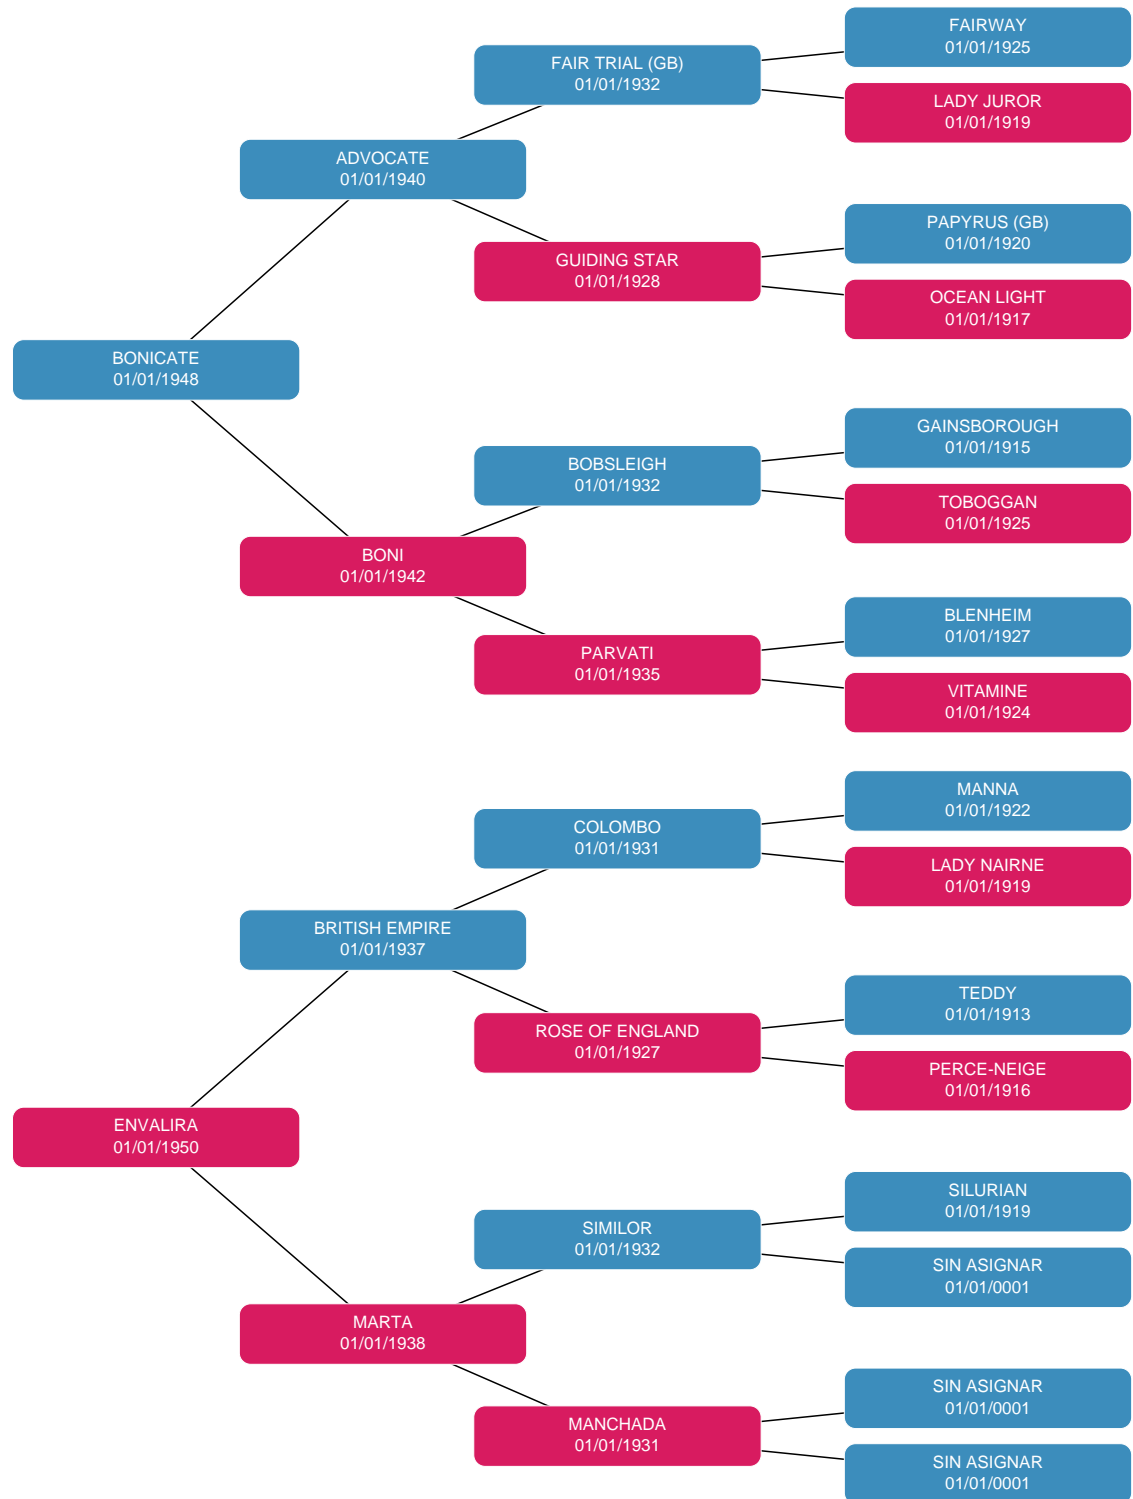 FAIRWAY
01/01/1925
FAIR TRIAL (GB)
01/01/1932
LADY JUROR
01/01/1919
ADVOCATE
01/01/1940
PAPYRUS (GB)
01/01/1920
GUIDING STAR
01/01/1928
OCEAN LIGHT
01/01/1917
BONICATE
01/01/1948
GAINSBOROUGH
01/01/1915
BOBSLEIGH
01/01/1932
TOBOGGAN
01/01/1925
BONI
01/01/1942
BLENHEIM
01/01/1927
PARVATI
01/01/1935
VITAMINE
01/01/1924
MANNA
01/01/1922
COLOMBO
01/01/1931
LADY NAIRNE
01/01/1919
BRITISH EMPIRE
01/01/1937
TEDDY
01/01/1913
ROSE OF ENGLAND
01/01/1927
PERCE-NEIGE
01/01/1916
ENVALIRA
01/01/1950
SILURIAN
01/01/1919
SIMILOR
01/01/1932
SIN ASIGNAR
01/01/0001
MARTA
01/01/1938
SIN ASIGNAR
01/01/0001
MANCHADA
01/01/1931
SIN ASIGNAR
01/01/0001